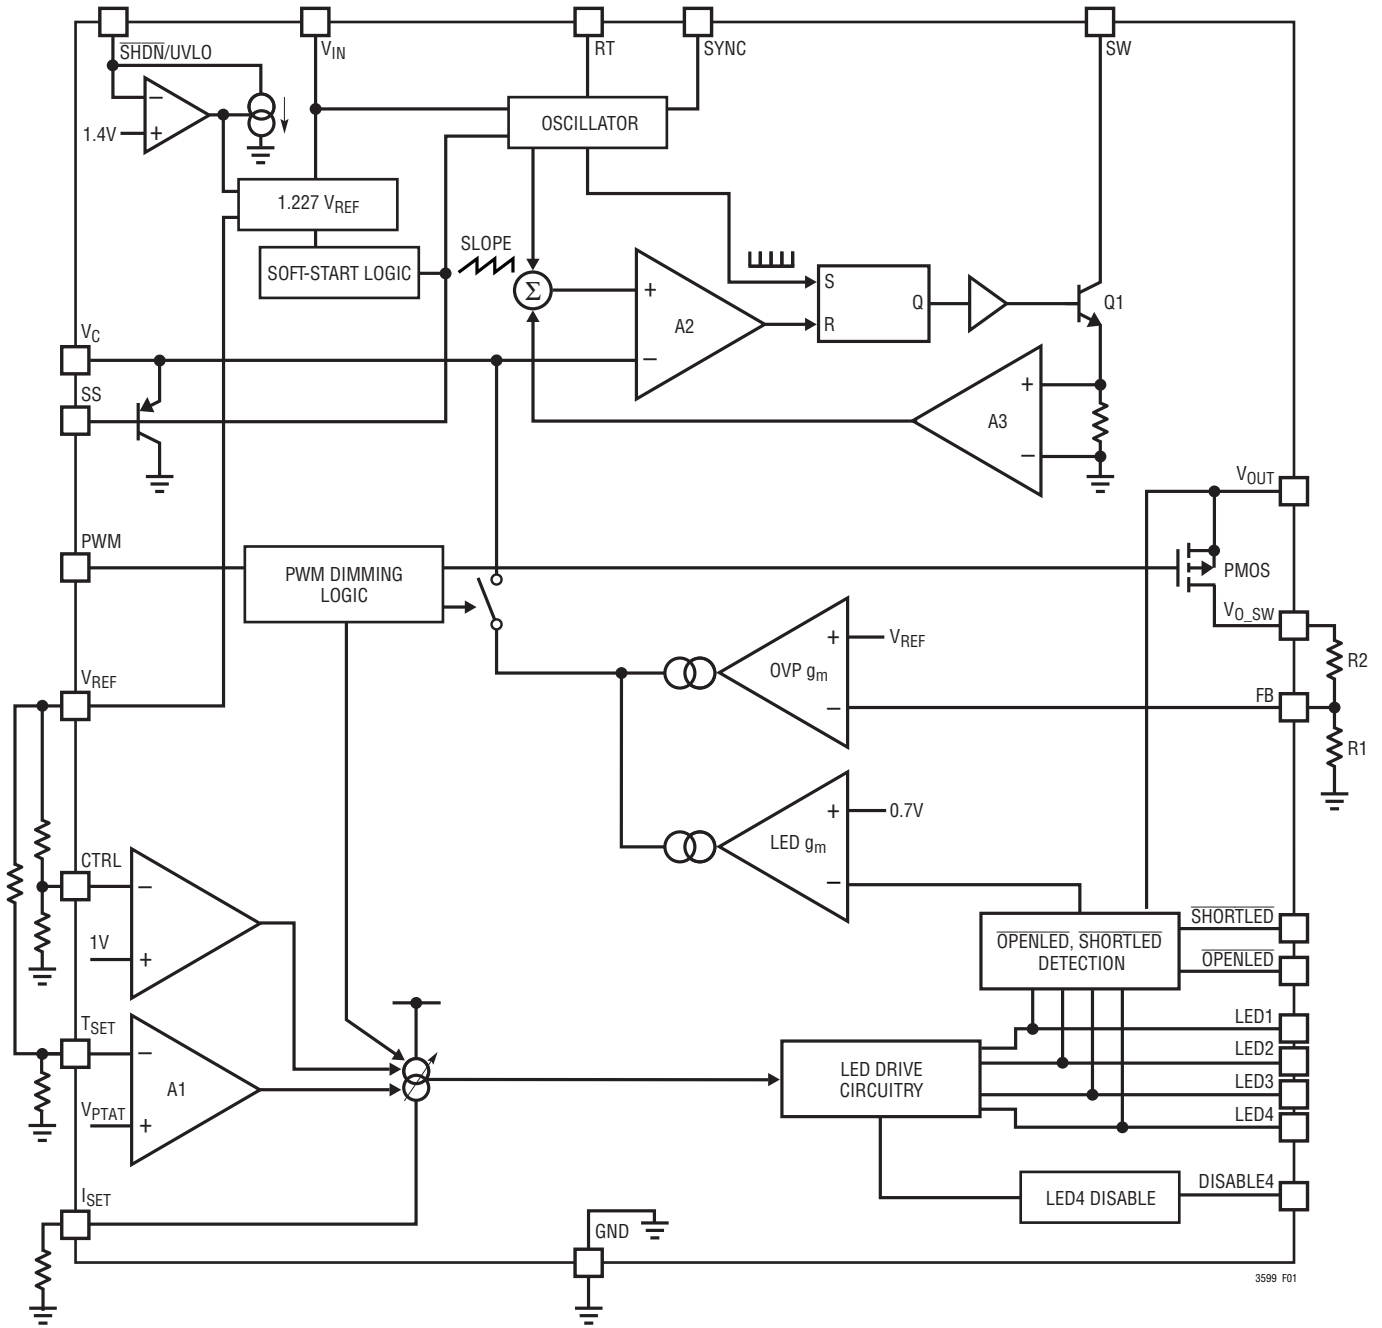 SHDN/UVLO
VIN
RT
SYNC
SW
1.4V
−
+
OSCILLATOR
1.227 VREF
SLOPE
SOFT-START LOGIC
Σ
+
A2
−
S
Q
R
Q1
VC
SS
+
A3
−
VOUT
PWM
PWM DIMMING
LOGIC
PMOS
VO_SW
+
VREF
OVP gm
−
R2
VREF
FB
R1
+
0.7V
LED gm
−
CTRL
−
1V
+
SHORTLED
OPENLED, SHORTLED
DETECTION
OPENLED
TSET
−
A1
VPTAT
+
LED1
LED2
LED3
LED4
LED DRIVE
CIRCUITRY
DISABLE4
LED4 DISABLE
ISET
GND
3599 F01